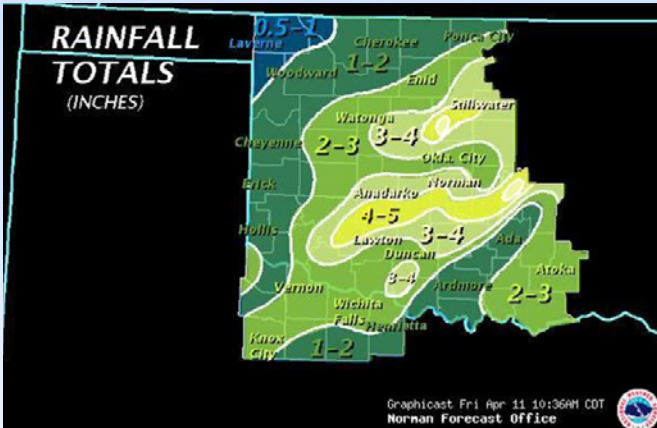 RAINFALL
TOTALS
(INCHES)
0.5-1
Laverne
Cherokee
Ponca City
1-2
Woodward
Enid
Stillwater
Watonga
3-4
Cheyenne
2-3
Okla. City
Erick
Norman
Anadarko
4-5
Hollis
Lawton
3-4
Ada
Duncan
3-4
Atoka
Ardmore
Vernon
2-3
Wichita
Falls
Henrietta
Knox
City
1-2
Graphicast Fri Apr 11 10:36AM CDT
Norman Forecast Office